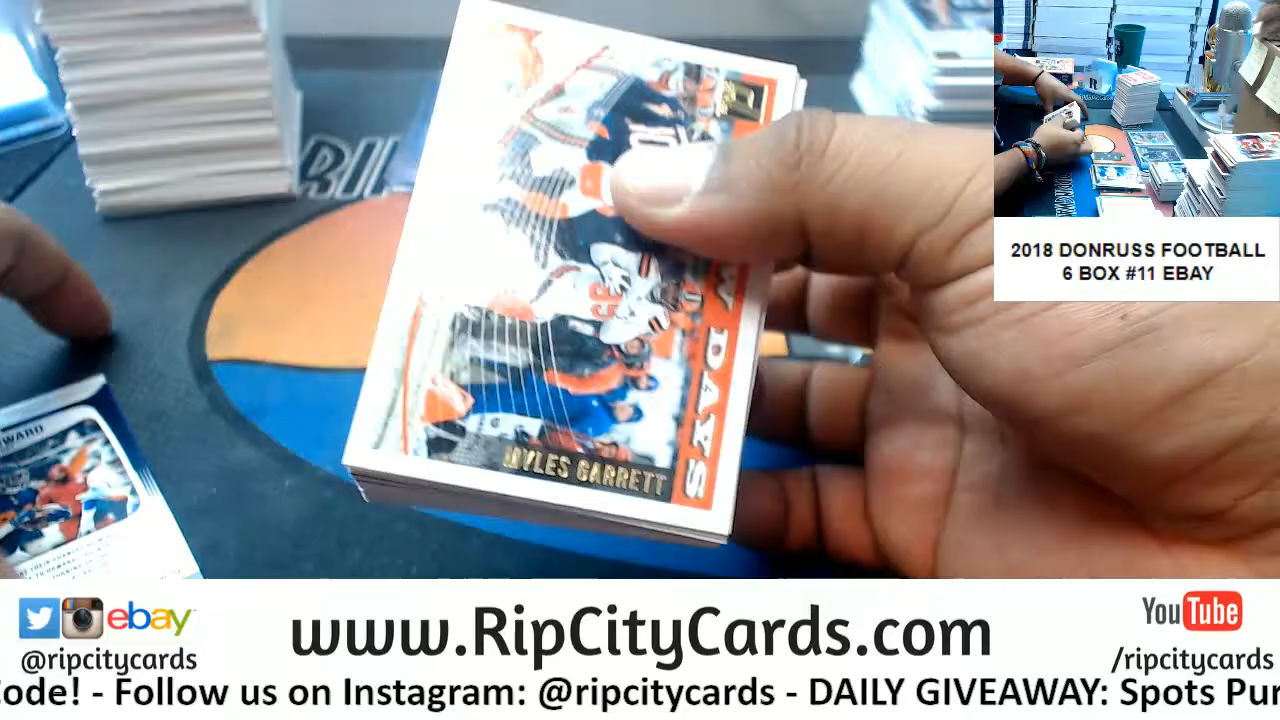 W DAYS
MYLES GARRETT
WARD
2018 DONRUSS FOOTBALL
6 BOX #11 EBAY
ebay
@ripcitycards
www.RipCityCards.com
YouTube
/ripcitycards
Code! - Follow us on Instagram: @ripcitycards - DAILY GIVEAWAY: Spots Pur